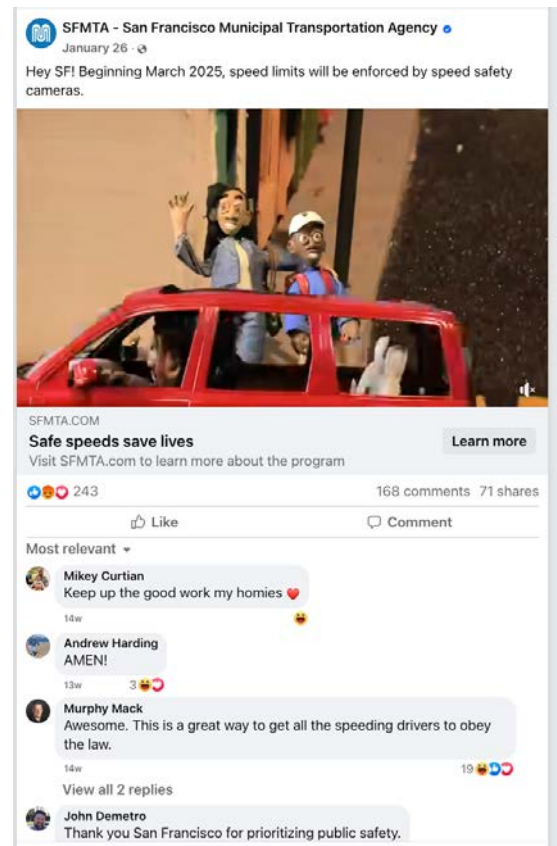 SFMTA - San Francisco Municipal Transportation Agency
January 26 ·
Hey SF! Beginning March 2025, speed limits will be enforced by speed safety
cameras.
SFMTA.COM
Safe speeds save lives
Learn more
Visit SFMTA.com to learn more about the program
243
168 comments 71 shares
Like
Comment
Most relevant
Mikey Curtian
Keep up the good work my homies
14w
Andrew Harding
AMEN!
13w
3
Murphy Mack
Awesome. This is a great way to get all the speeding drivers to obey
the law.
14w
19
View all 2 replies
John Demetro
Thank you San Francisco for prioritizing public safety.